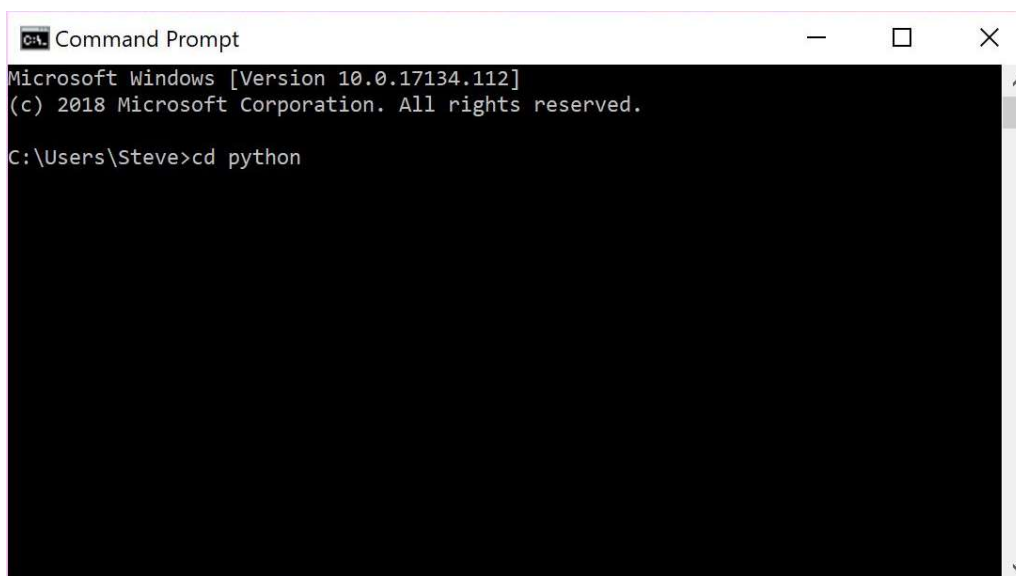 Command Prompt
Microsoft Windows [Version 10.0.17134.112]
(c) 2018 Microsoft Corporation. All rights reserved.
C:\Users\Steve>cd python